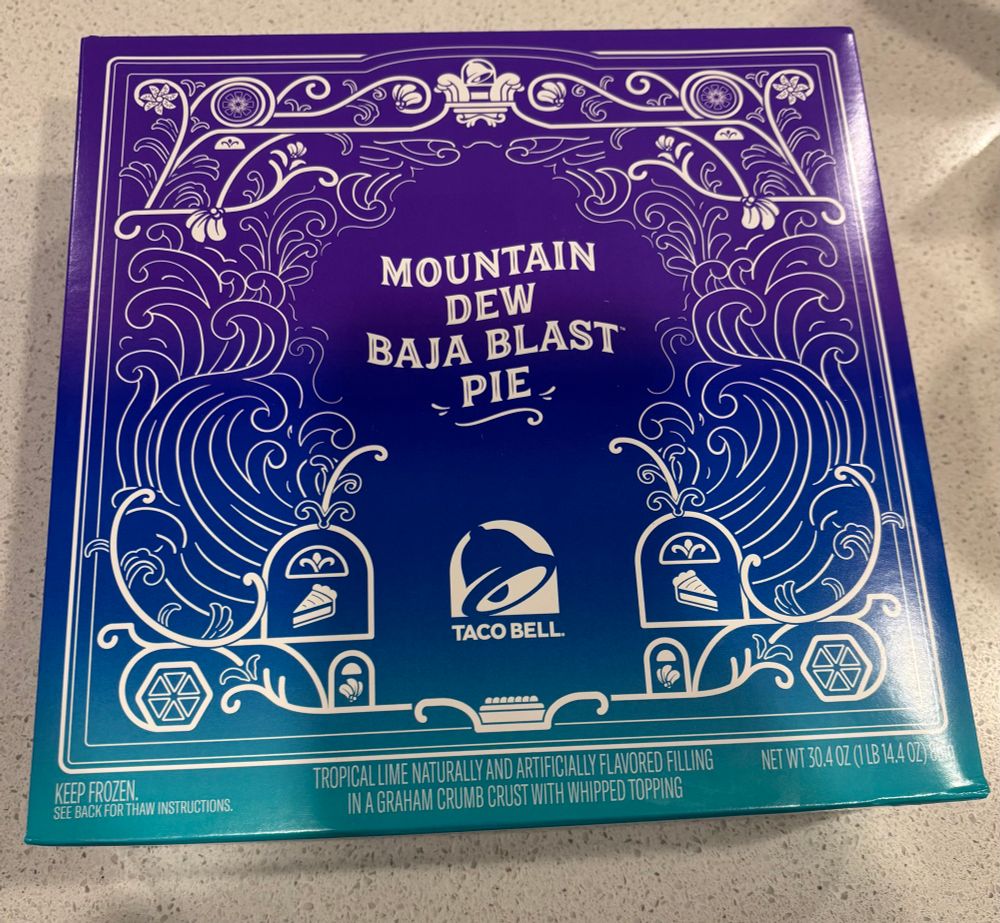 MOUNTAIN
DEW
BAJA BLAST™
PIE
TACO BELL.
KEEP FROZEN.
SEE BACK FOR THAW INSTRUCTIONS.
TROPICAL LIME NATURALLY AND ARTIFICIALLY FLAVORED FILLING
IN A GRAHAM CRUMB CRUST WITH WHIPPED TOPPING
NET WT 30.4 OZ (1 LB 14.4 OZ)